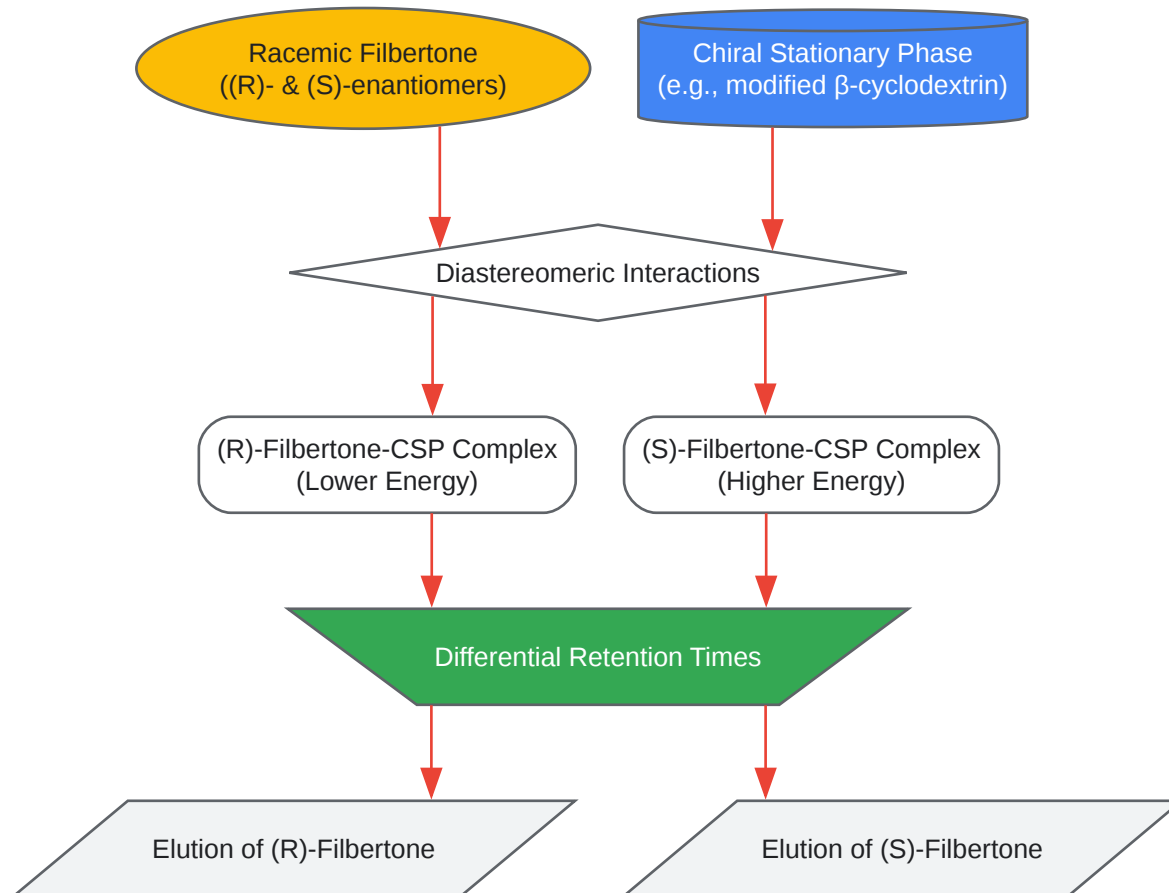 Racemic Filbertone
((R)- & (S)-enantiomers)
Chiral Stationary Phase
(e.g., modified β-cyclodextrin)
Diastereomeric Interactions
(R)-Filbertone-CSP Complex
(Lower Energy)
(S)-Filbertone-CSP Complex
(Higher Energy)
Differential Retention Times
Elution of (R)-Filbertone
Elution of (S)-Filbertone